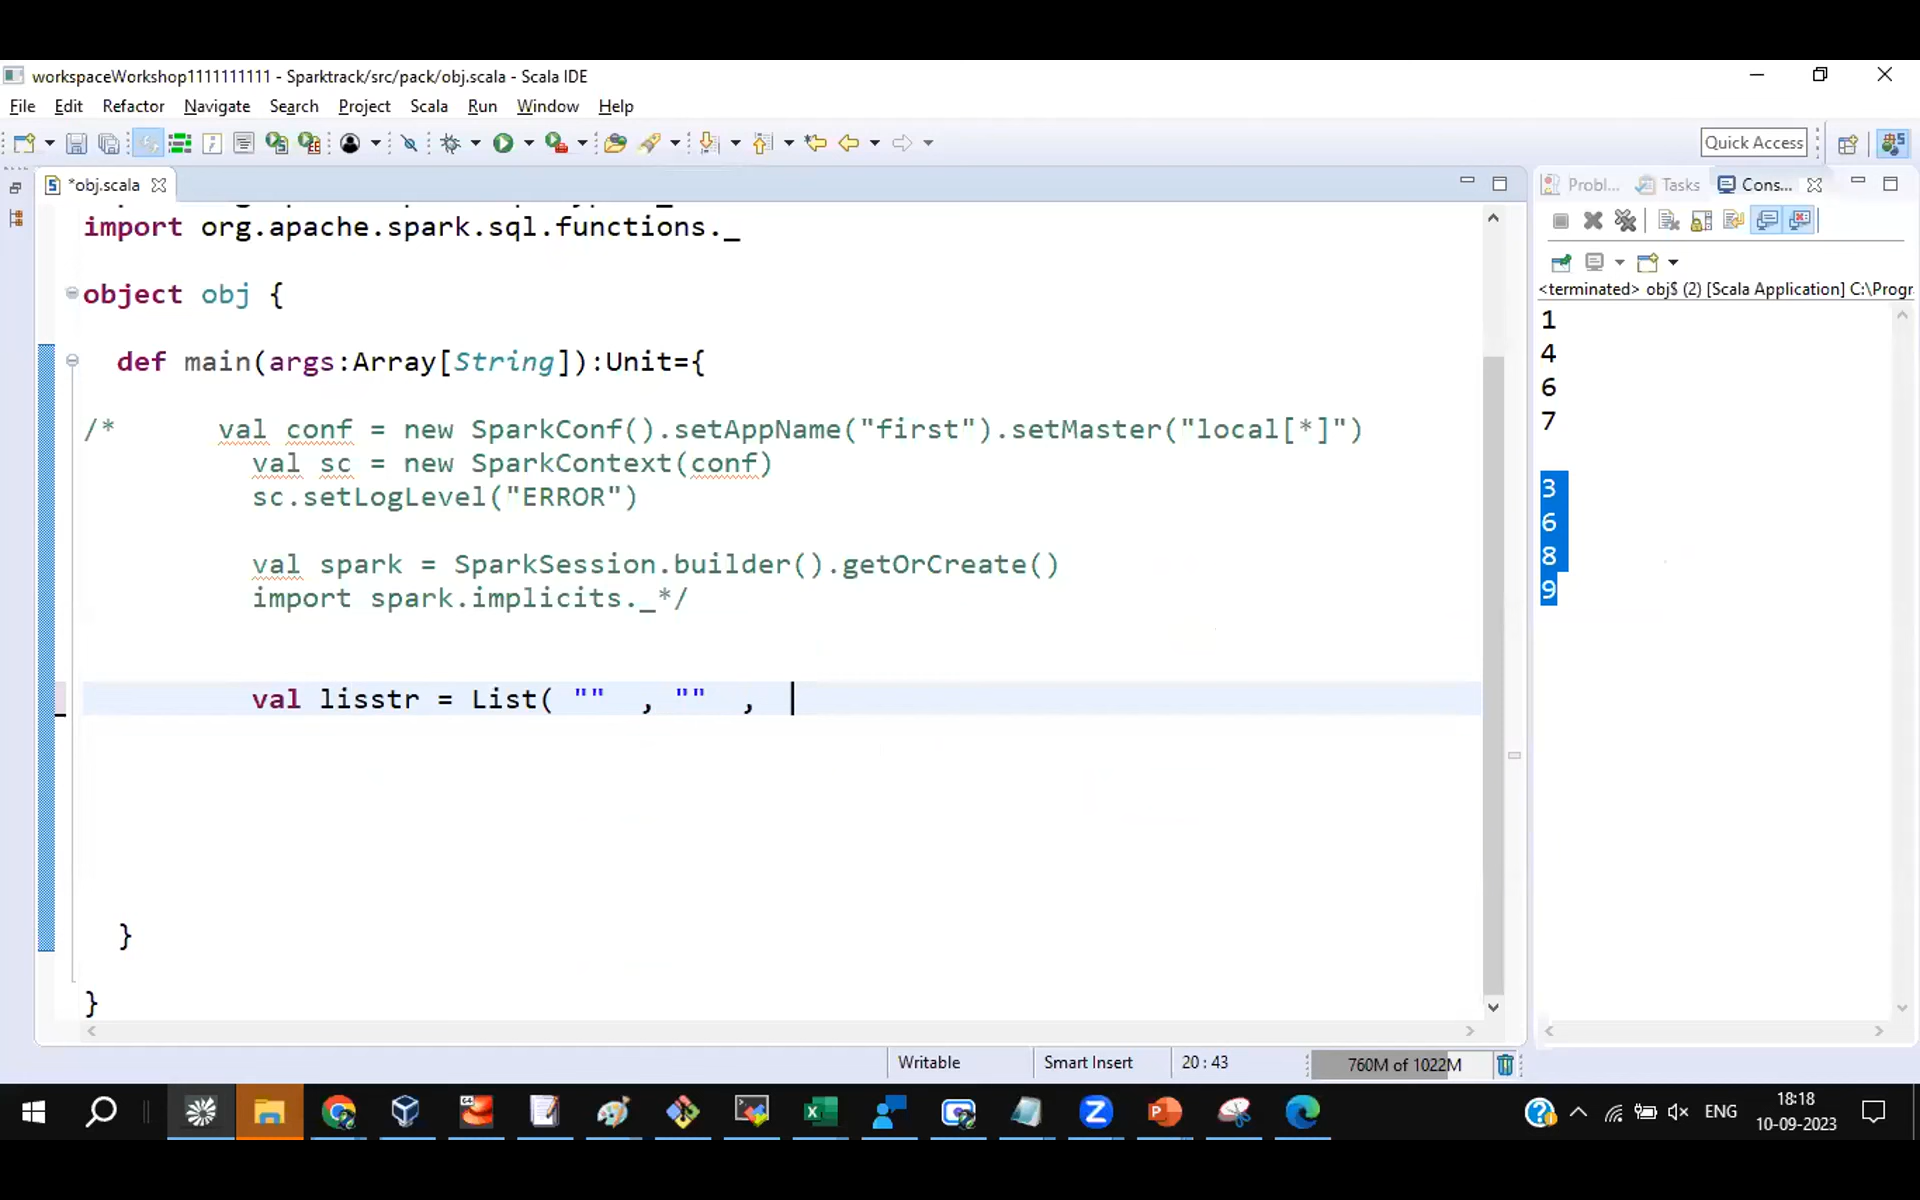 workspaceWorkshop1111111111 - Sparktrack/src/pack/obj.scala - Scala IDE
File Edit Refactor Navigate Search Project Scala Run Window Help
Quick Access
*obj.scala
Probl... Tasks Cons...
import org.apache.spark.sql.functions._
object obj {
def main(args:Array[String]):Unit={
/* val conf = new SparkConf().setAppName("first").setMaster("local[*]")
val sc = new SparkContext(conf)
sc.setLogLevel("ERROR")
val spark = SparkSession.builder().getOrCreate()
import spark.implicits._*/
val lisstr = List( "" , "" ,
}
}
<terminated> obj$ (2) [Scala Application] C:\Progr
1
4
6
7
3
6
8
9
Writable Smart Insert 20 : 43 760M of 1022M
ENG
18:18
10-09-2023